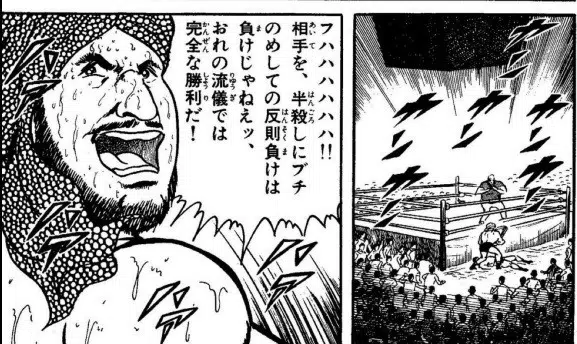 フハハハハハハ!!
相手を、半殺しにブチ
のめしての反則負けは
負けじゃねえッ、
おれの流儀では
完全な勝利だ！